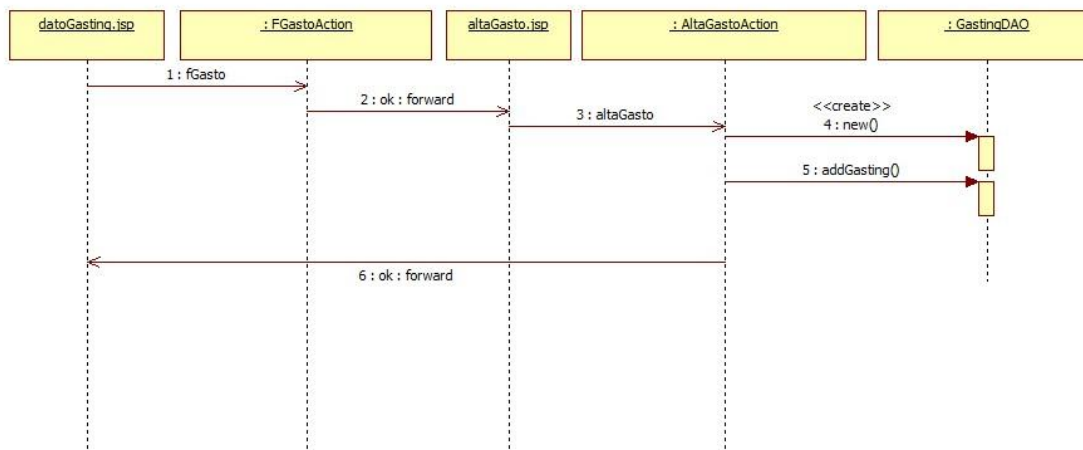 datoGasting.jsp
: FGastoAction
altaGasto.jsp
: AltaGastoAction
: GastingDAO
1 : fGasto
2 : ok : forward
3 : altaGasto
<<create>>
4 : new()
5 : addGasting()
6 : ok : forward